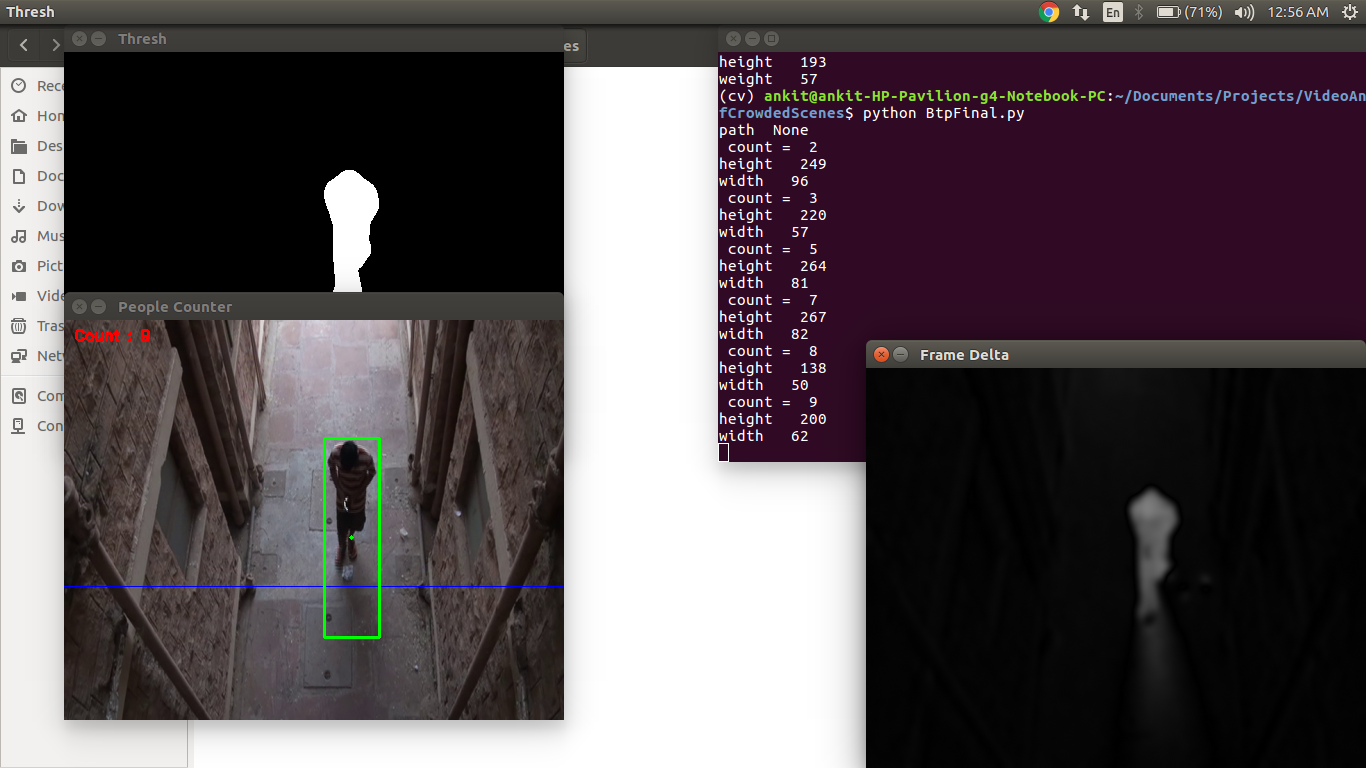 Thresh
En
(71%)
12:56 AM
Thresh
es
Rece
Hom
Des
Doc
Dow
Mus
Pict
Vide
Tras
Net
Com
Con
People Counter
height 193
weight 57
(cv) ankit@ankit-HP-Pavilion-g4-Notebook-PC:~/Documents/Projects/VideoAn
fCrowdedScenes$ python BtpFinal.py
path None
count = 2
height 249
width 96
count = 3
height 220
width 57
count = 5
height 264
width 81
count = 7
height 267
width 82
count = 8
height 138
width 50
count = 9
height 200
width 62
Frame Delta
Count :